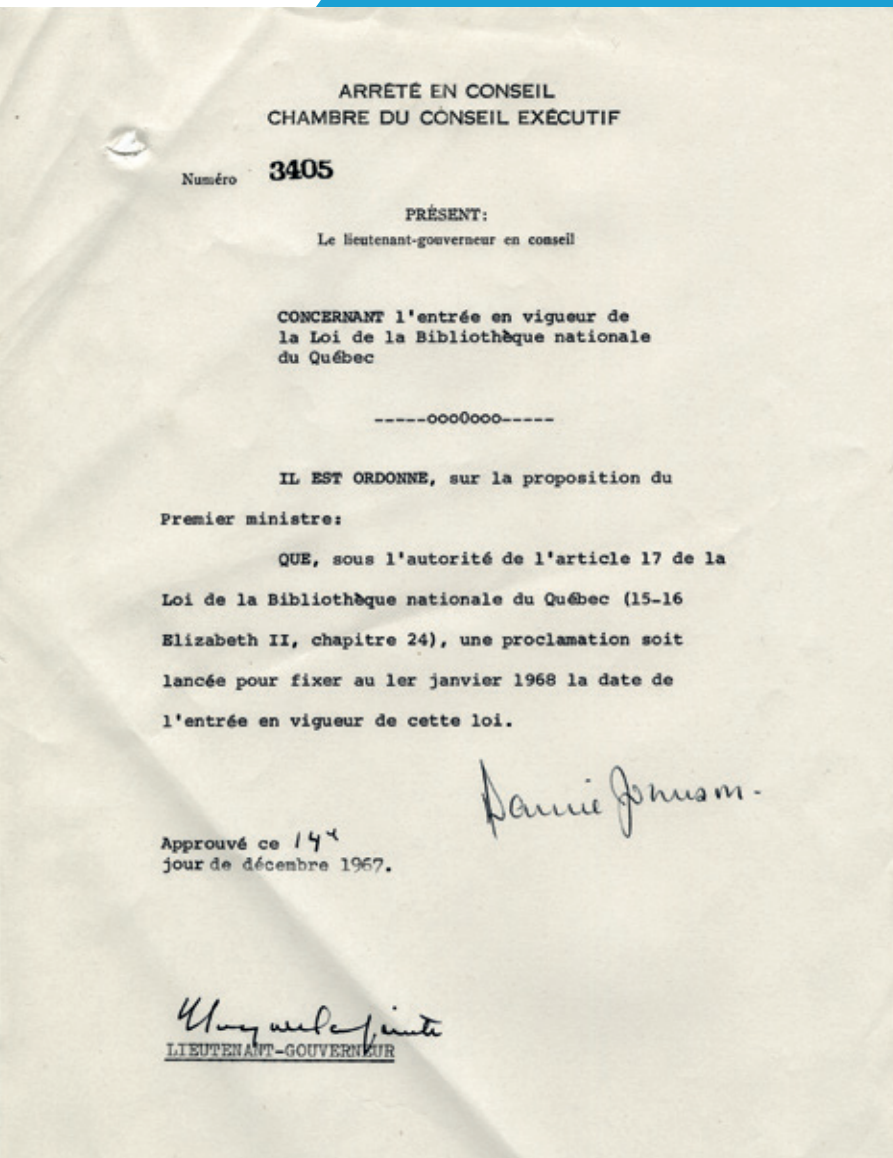 ARRÊTÉ EN CONSEIL
CHAMBRE DU CONSEIL EXÉCUTIF
Numéro 3405
PRÉSENT:
Le lieutenant-gouverneur en conseil
CONCERNANT l'entrée en vigueur de
la Loi de la Bibliothèque nationale
du Québec
-----ooo0ooo-----
IL EST ORDONNE, sur la proposition du
Premier ministre:
QUE, sous l'autorité de l'article 17 de la
Loi de la Bibliothèque nationale du Québec (15-16
Elizabeth II, chapitre 24), une proclamation soit
lancée pour fixer au 1er janvier 1968 la date de
l'entrée en vigueur de cette loi.
Johnson.
Approuvé ce 14e
jour de décembre 1967.
LIEUTENANT-GOUVERNEUR